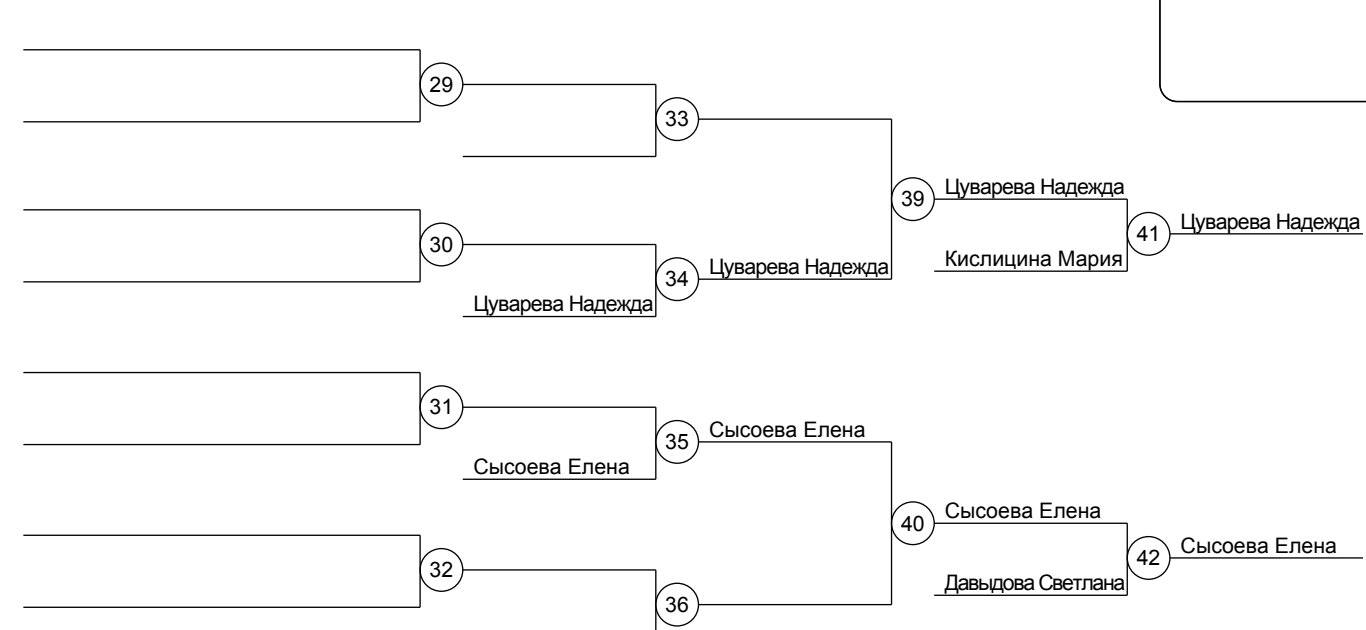 29
33
Цуварева Надежда
39
Цуварева Надежда
41
30
Кислицина Мария
Цуварева Надежда
34
Цуварева Надежда
31
Сысоева Елена
35
Сысоева Елена
Сысоева Елена
40
Сысоева Елена
42
32
Давыдова Светлана
36